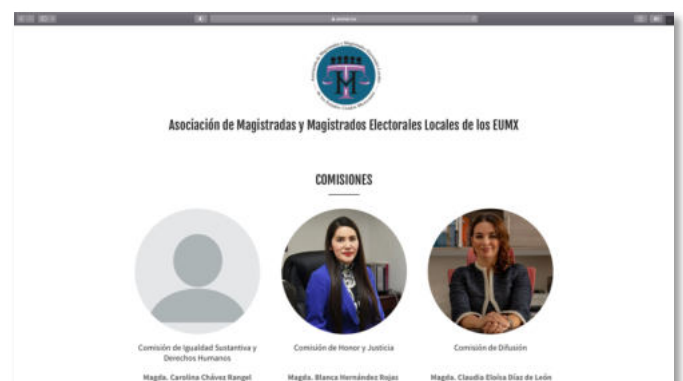 Asociación de Magistradas y Magistrados Electorales Locales de los EUMX
COMISIONES
Comisión de Igualdad Sustantiva y
Derechos Humanos
Comisión de Honor y Justicia
Comisión de Difusión
Magda. Carolina Chávez Rangel
Magda. Blanca Hernández Rojas
Magda. Claudia Eloisa Díaz de León